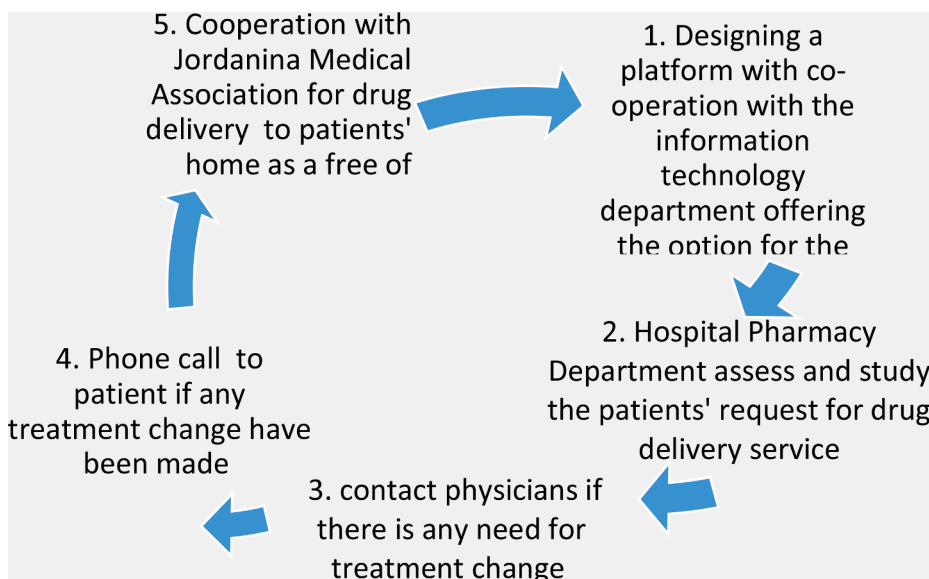 1. Designing a
platform with co-
operation with the
information
technology
department offering
the option for the
2. Hospital Pharmacy
Department assess and study
the patients' request for drug
delivery service
3. contact physicians if
there is any need for
treatment change
4. Phone call  to
patient if any
treatment change have
been made
5. Cooperation with
Jordanina Medical
Association for drug
delivery  to patients'
home as a free of